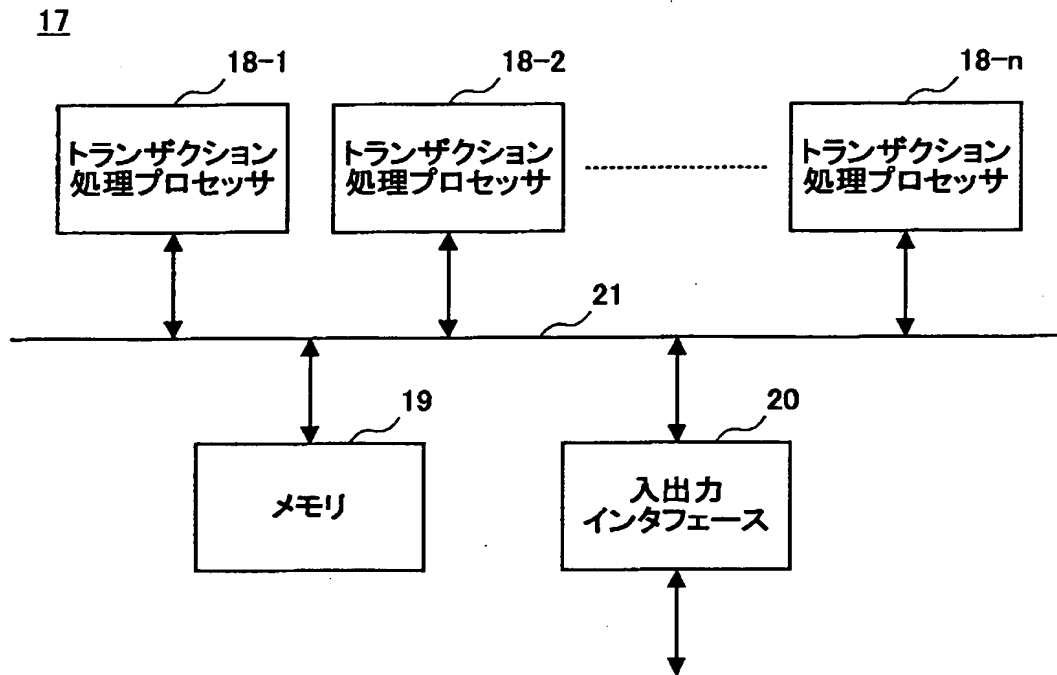 17
18-1
18-2
18-n
トランザクション
処理プロセッサ
トランザクション
処理プロセッサ
トランザクション
処理プロセッサ
21
19
20
メモリ
入出力
インタフェース